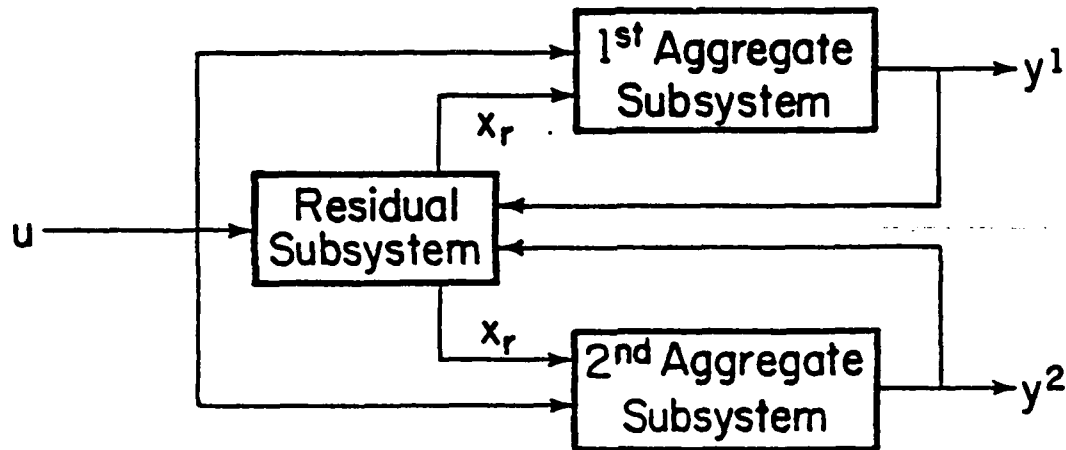 1st Aggregate
Subsystem
y1
xr
Residual
Subsystem
u
xr
2nd Aggregate
Subsystem
y2